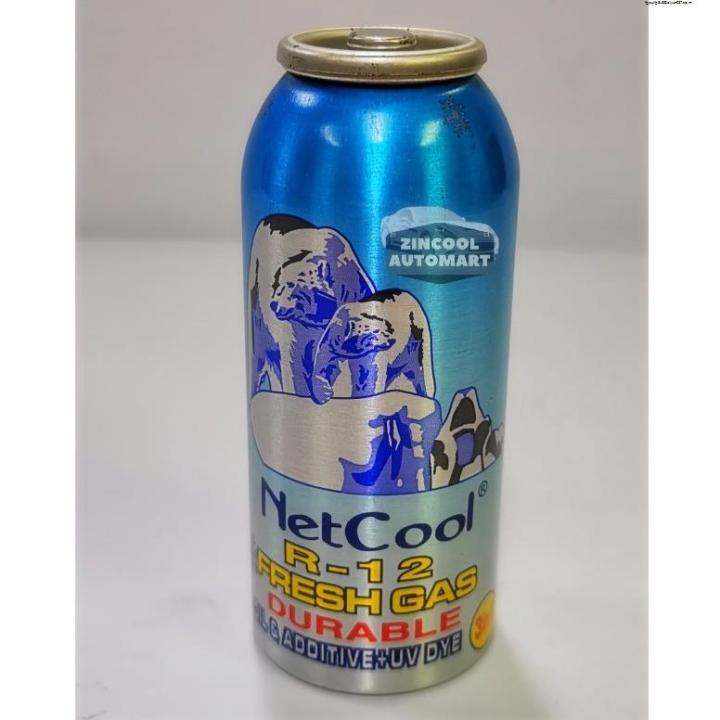 ZINCOOL
AUTOMART
NetCool®
R-12
FRESH GAS
DURABLE
& ADDITIVE+UV DYE